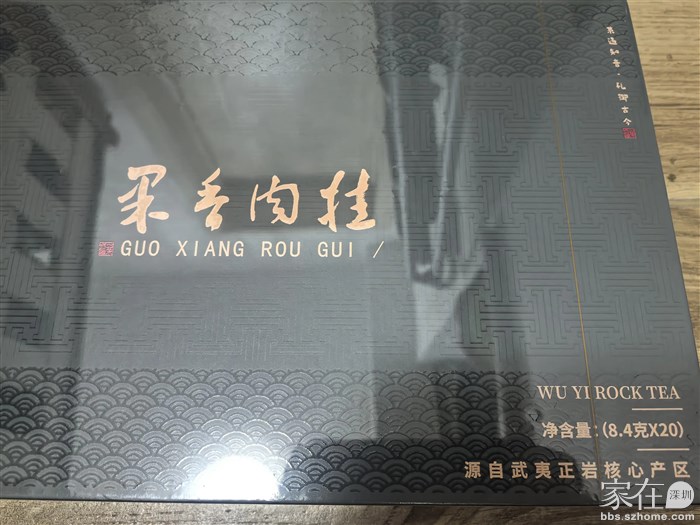 果香肉桂
GUO XIANG ROU GUI /
WU YI ROCK TEA
净含量:(8.4克X20)
源自武夷正岩核心产区
家在深圳
bbs.szhome.com